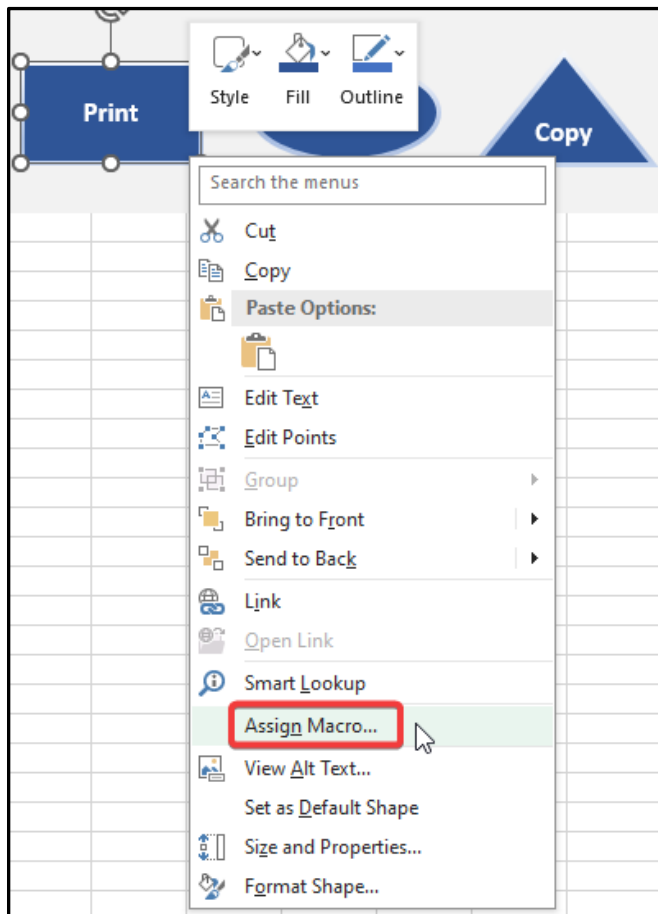 Print
Style
Fill
Outline
Copy
Search the menus
Cut
Copy
Paste Options:
Edit Text
Edit Points
Group
Bring to Front
Send to Back
Link
Open Link
Smart Lookup
Assign Macro...
View Alt Text...
Set as Default Shape
Size and Properties...
Format Shape...